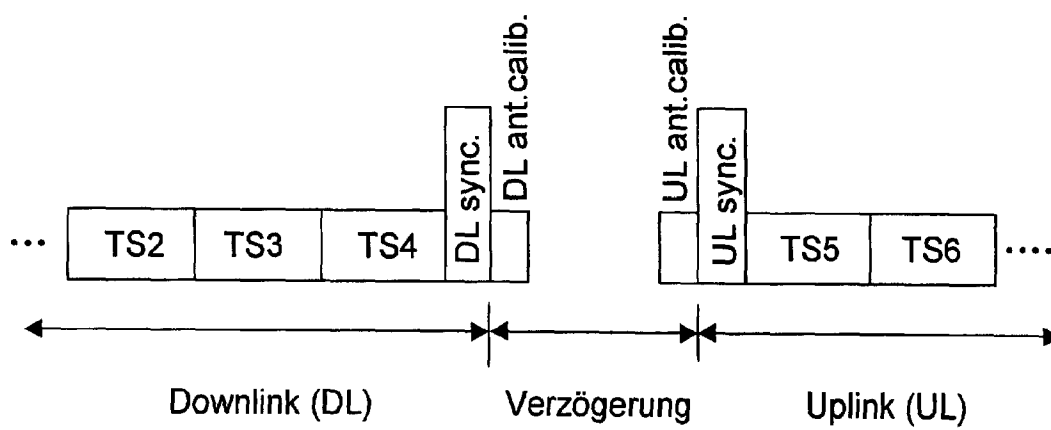 DL ant.calib.
UL ant.calib.
DL sync.
UL sync.
... TS2 TS3 TS4 TS5 TS6 ....
Downlink (DL) Verzögerung Uplink (UL)